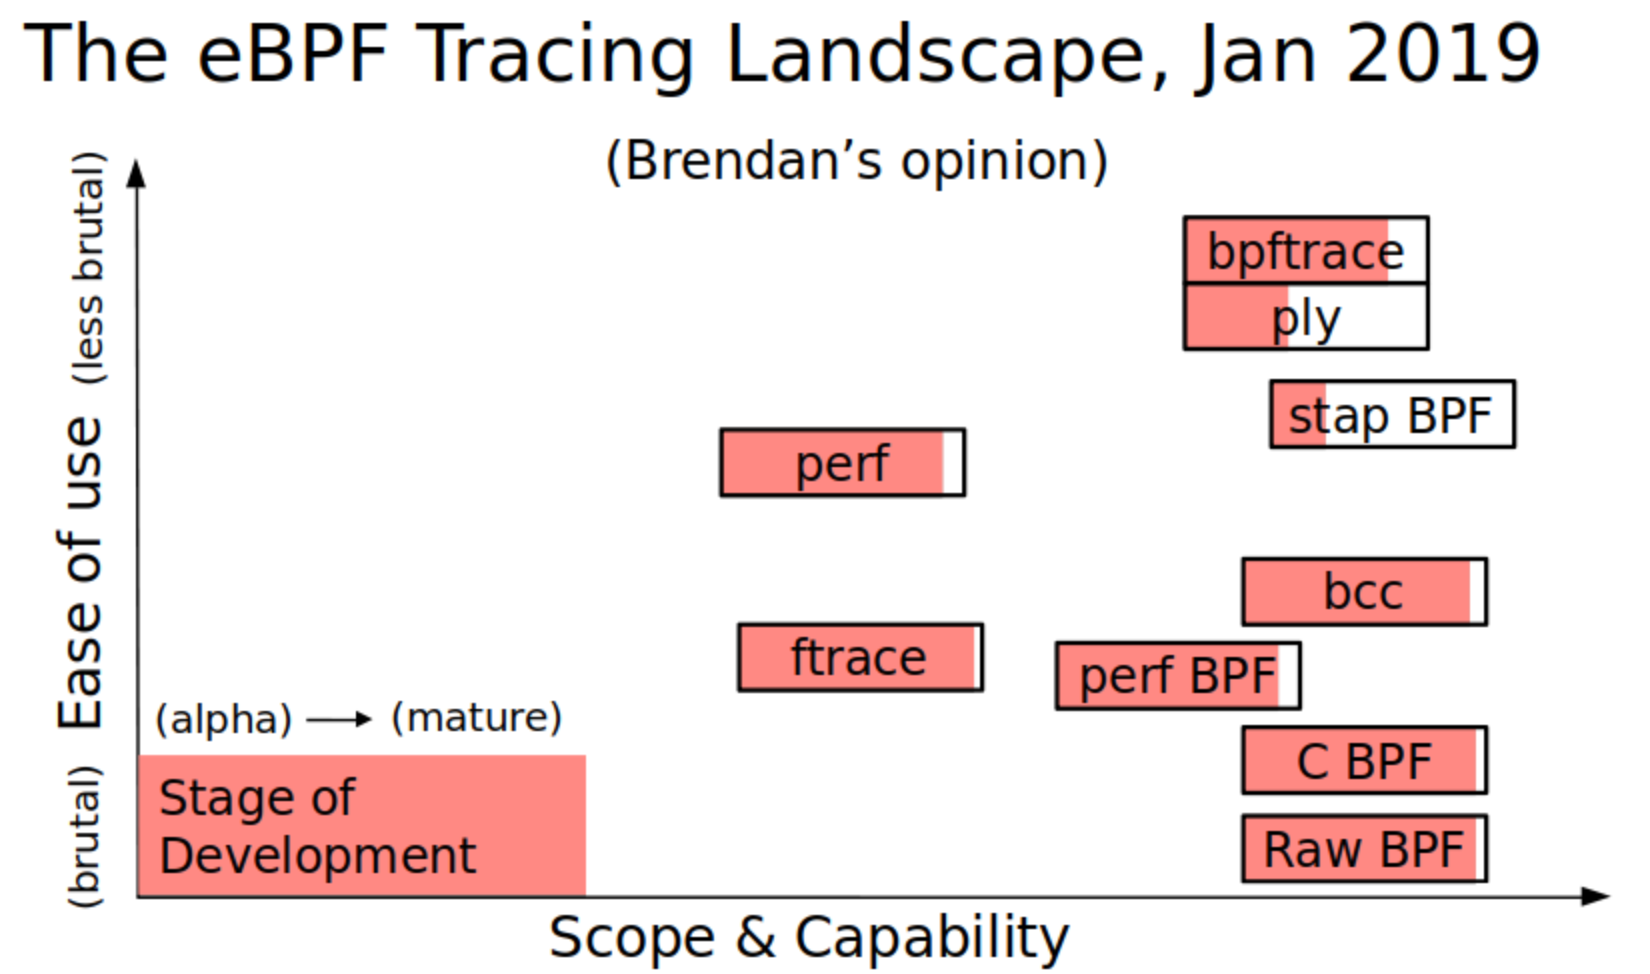 The eBPF Tracing Landscape, Jan 2019
(Brendan’s opinion)
(less brutal)
Ease of use
(brutal)
bpftrace
ply
stap BPF
perf
bcc
ftrace
perf BPF
(alpha)
(mature)
C BPF
Stage of
Development
Raw BPF
Scope & Capability